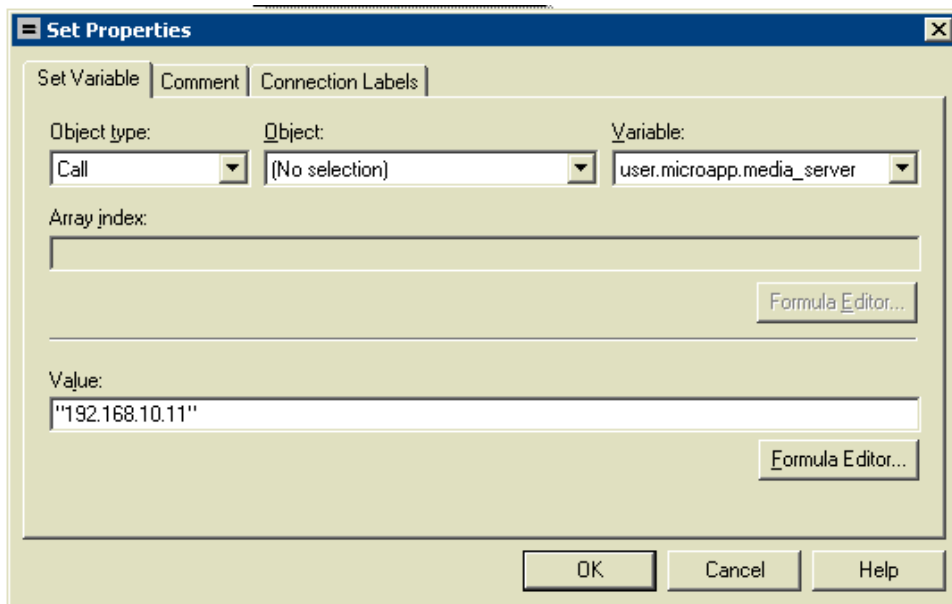 Set Properties
Set Variable Comment Connection Labels
Object type: Object: Variable:
Call (No selection) user.microapp.media_server
Array index:
Formula Editor...
Value:
"192.168.10.11"
Formula Editor...
OK Cancel Help